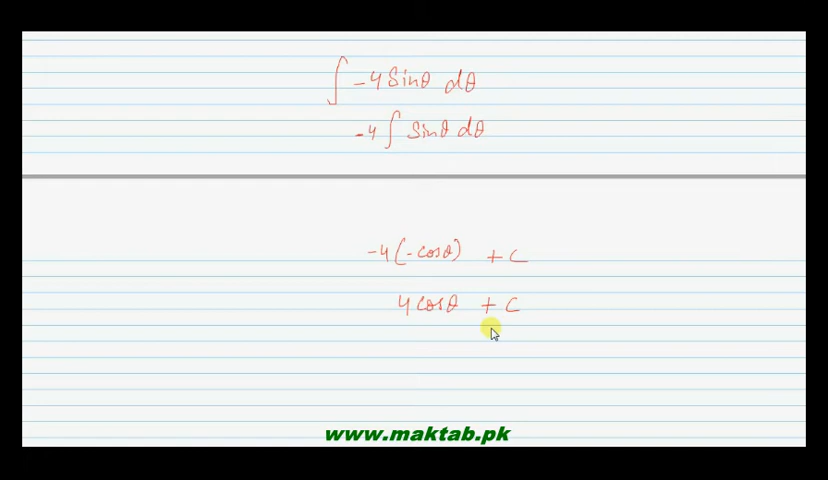 ∫ -4 Sinθ dθ
-4 ∫ Sinθ dθ
-4(-cosθ) + C
4 cosθ + C
www.maktab.pk